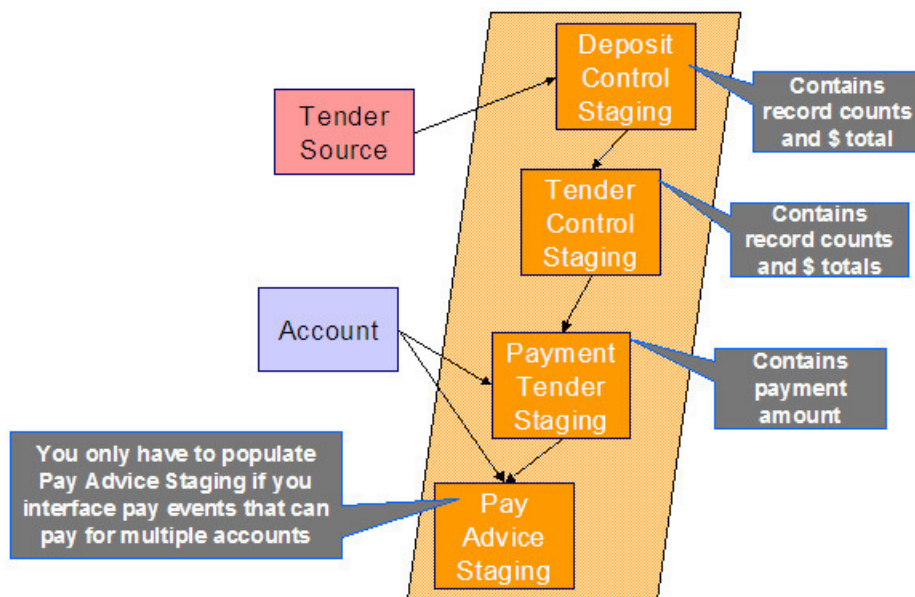 Deposit
Control
Staging
Contains
record counts
and $ total
Tender
Source
Tender
Control
Staging
Contains
record counts
and $ totals
Account
Payment
Tender
Staging
Contains
payment
amount
You only have to populate
Pay Advice Staging if you
interface pay events that can
pay for multiple accounts
Pay
Advice
Staging